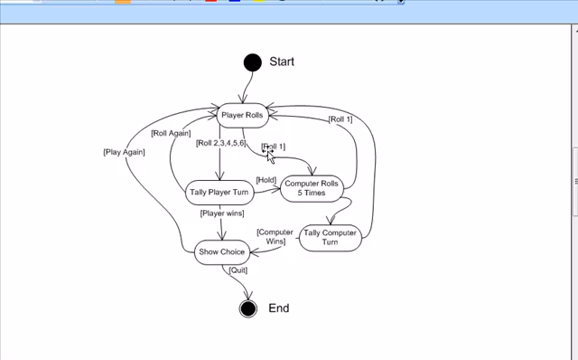 Start
Player Rolls
[Roll 1]
[Roll Again]
[Roll 2,3,4,5,6]
[Roll 1]
[Play Again]
[Hold]
Computer Rolls
5 Times
Tally Player Turn
[Player wins]
[Computer
Wins]
Tally Computer
Turn
Show Choice
[Quit]
End